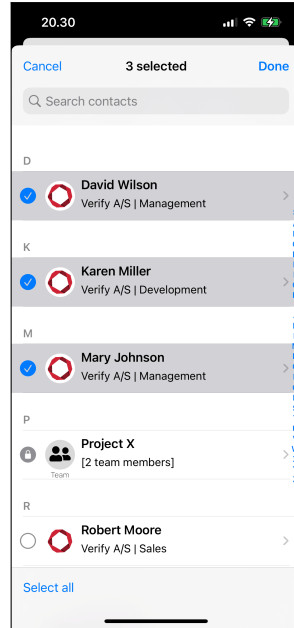 20.30
Cancel 3 selected Done
Search contacts
D
David Wilson
Verify A/S | Management
K
Karen Miller
Verify A/S | Development
M
Mary Johnson
Verify A/S | Management
P
Project X
[2 team members]
Team
R
Robert Moore
Verify A/S | Sales
Select all